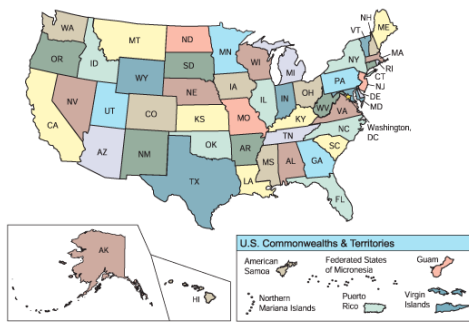 WA
MT
ND
MN
ME
NH
VT
OR
ID
SD
WI
MI
NY
MA
RI
CT
NJ
DE
MD
WY
IA
NE
PA
OH
IL
IN
NV
UT
CO
KS
MO
KY
WV
VA
CA
Washington,
DC
NC
TN
OK
AR
SC
AZ
NM
MS
AL
GA
TX
LA
FL
AK
HI
U.S. Commonwealths & Territories
American
Samoa
Federated States
of Micronesia
Guam
Northern
Mariana Islands
Puerto
Rico
Virgin
Islands